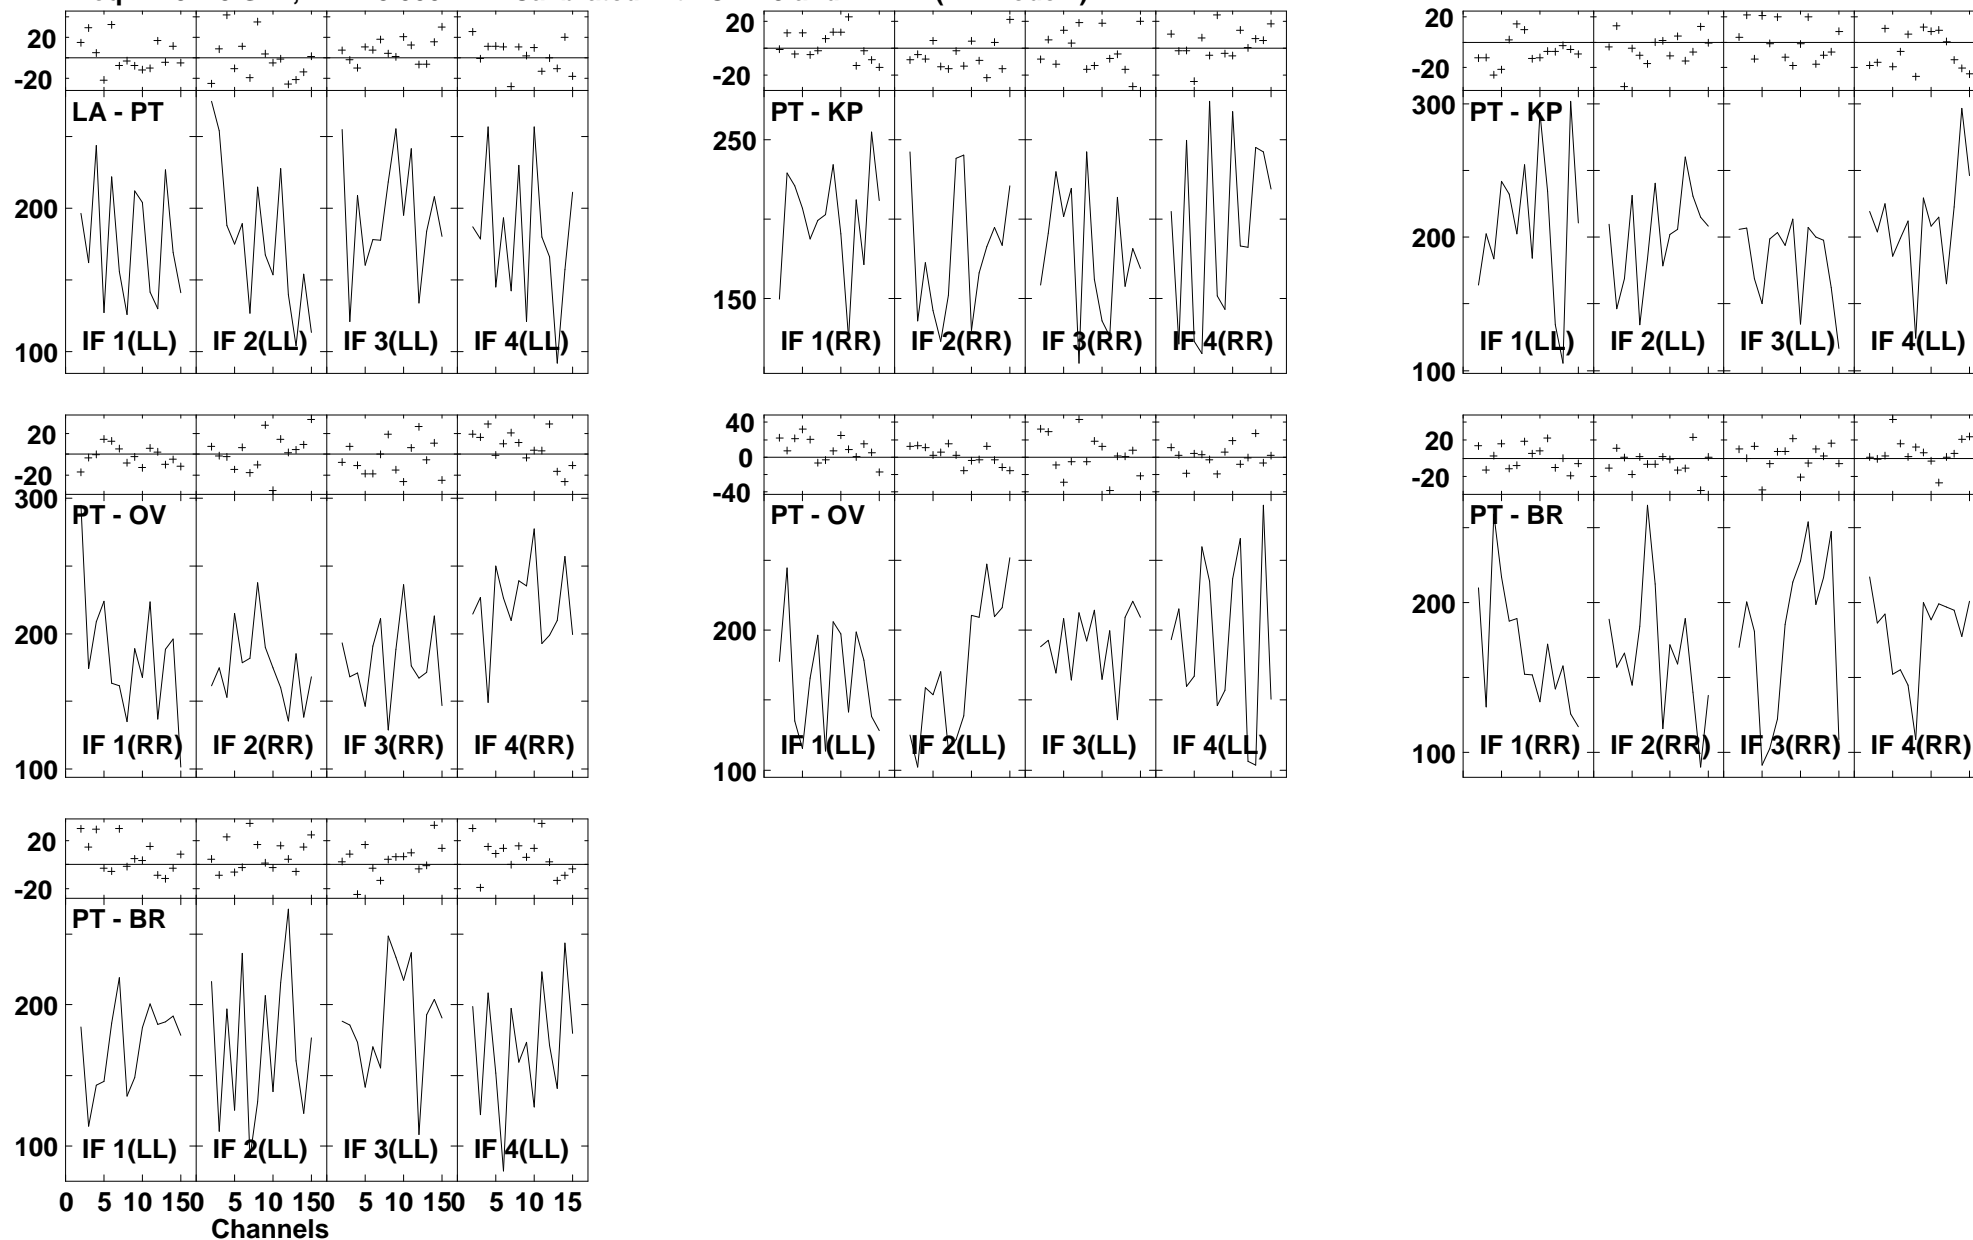 20
-20
LA - PT
200
100
IF 1(LL) IF 2(LL) IF 3(LL) IF 4(LL)
20
-20
PT - KP
250
150
IF 1(RR) IF 2(RR) IF 3(RR) IF 4(RR)
20
-20
300
PT - KP
200
100
IF 1(LL) IF 2(LL) IF 3(LL) IF 4(LL)
20
-20
300
PT - OV
200
100
IF 1(RR) IF 2(RR) IF 3(RR) IF 4(RR)
40
0
-40
PT - OV
200
100
IF 1(LL) IF 2(LL) IF 3(LL) IF 4(LL)
20
-20
PT - BR
200
100
IF 1(RR) IF 2(RR) IF 3(RR) IF 4(RR)
20
-20
PT - BR
200
100
IF 1(LL) IF 2(LL) IF 3(LL) IF 4(LL)
0 5 10 150 5 10 150 5 10 150 5 10 15
Channels